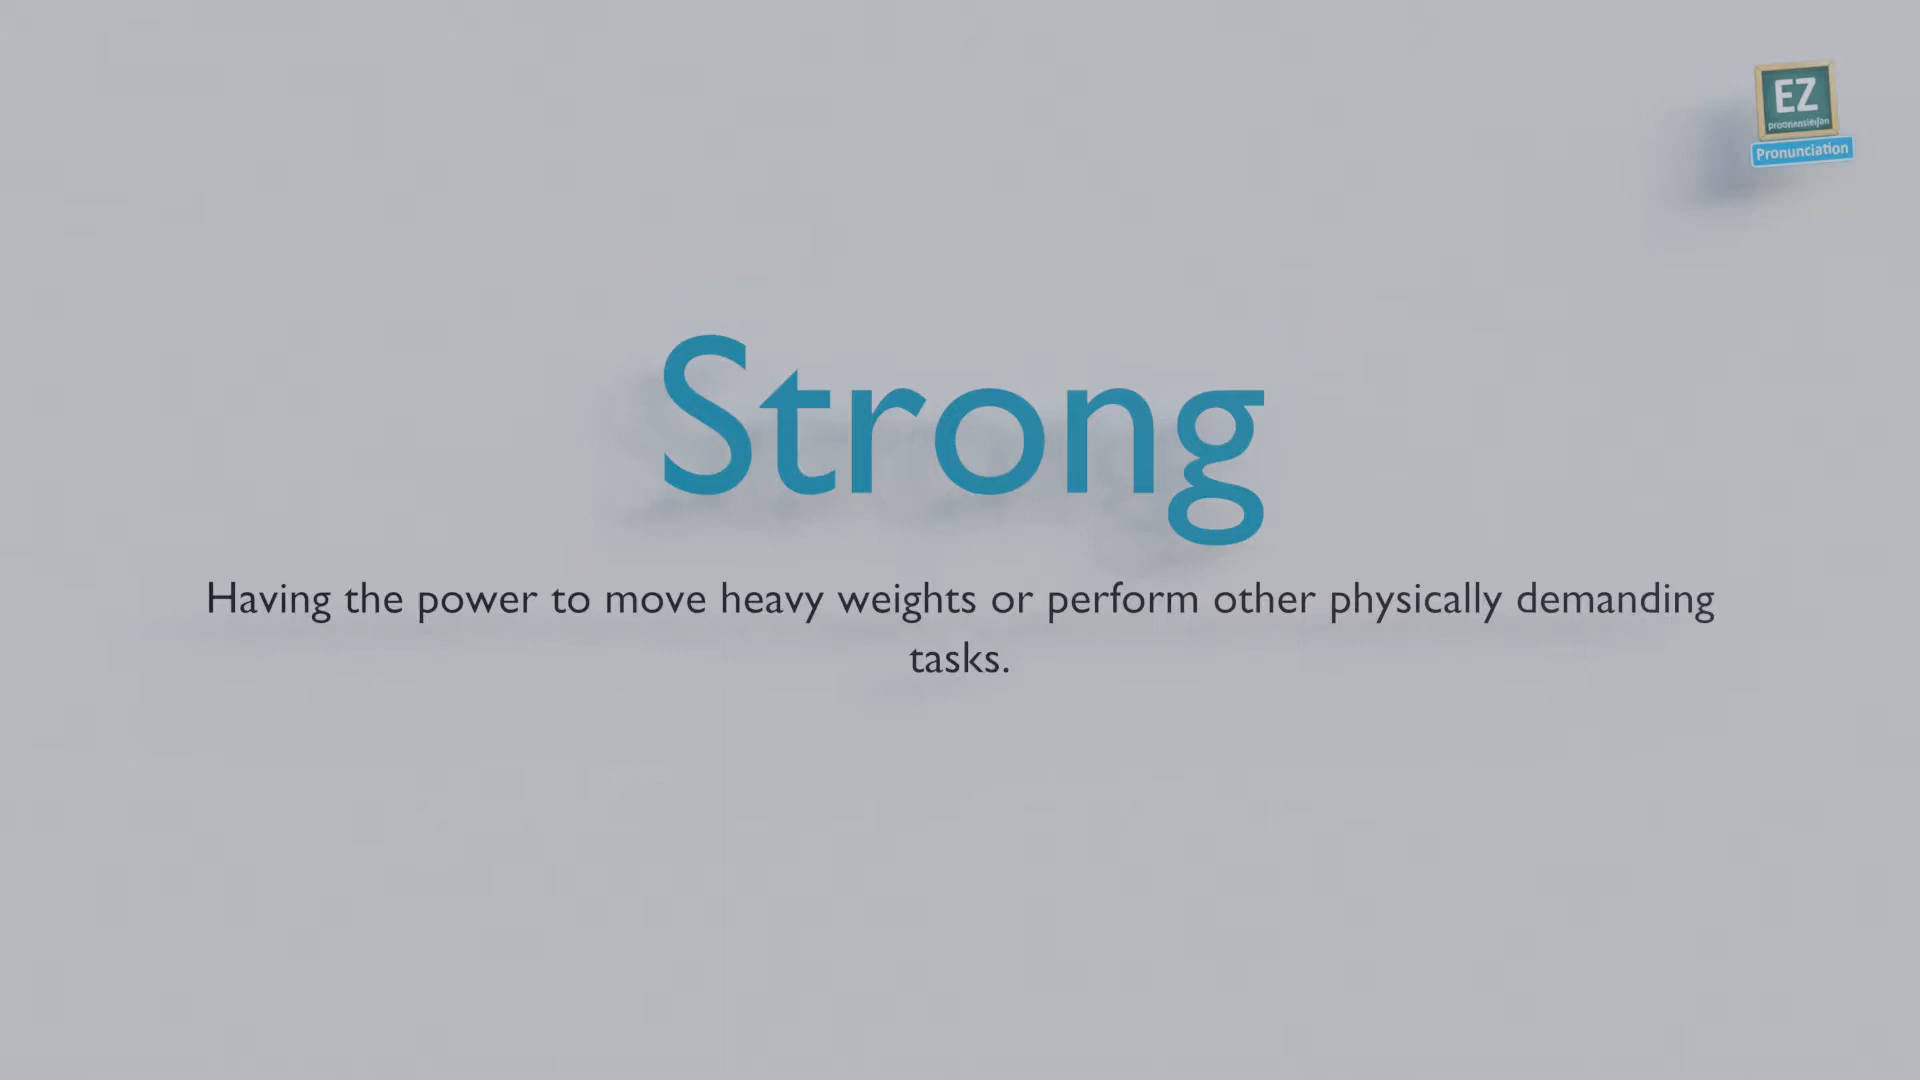 EZ
Pronunciation
Strong
Having the power to move heavy weights or perform other physically demanding
tasks.